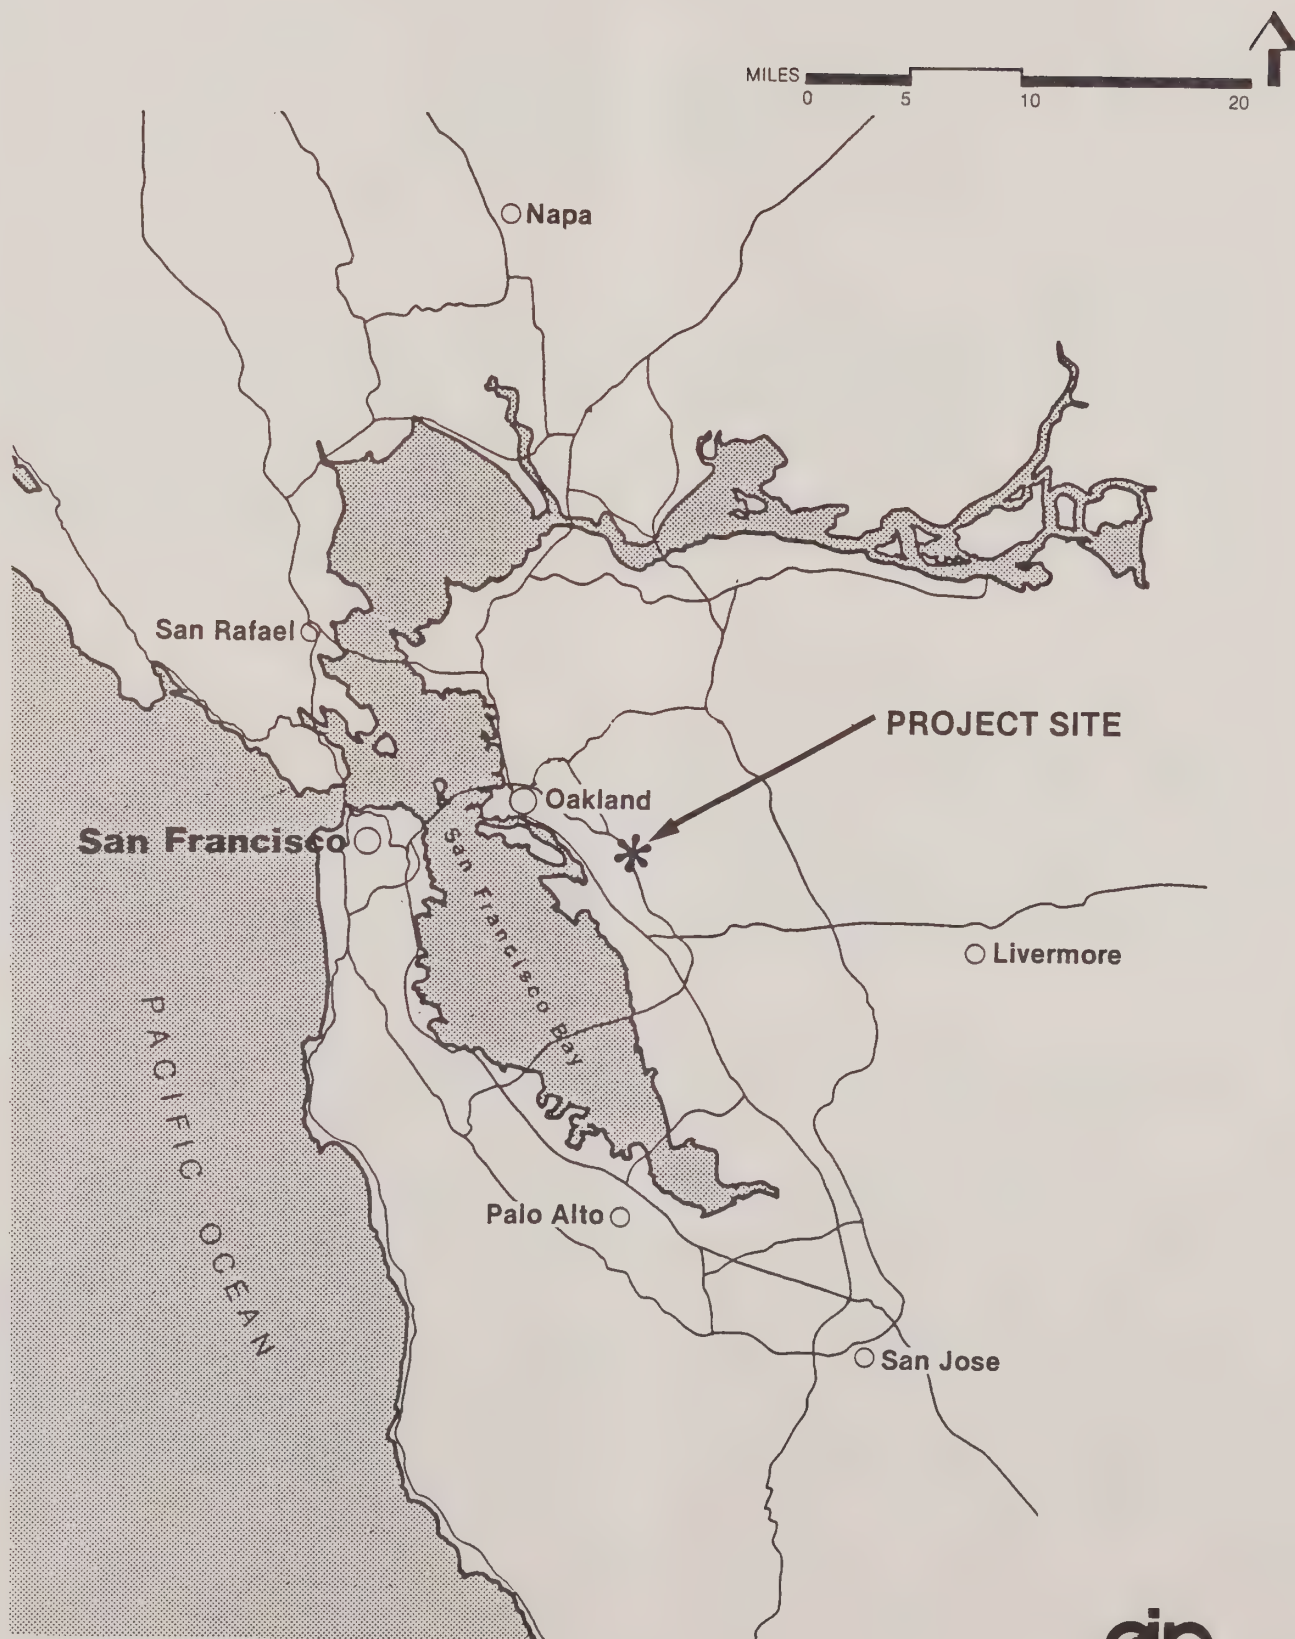 MILES
0 5 10 20
Napa
San Rafael
PROJECT SITE
Oakland
San Francisco
San Francisco Bay
Livermore
PACIFIC OCEAN
Palo Alto
San Jose